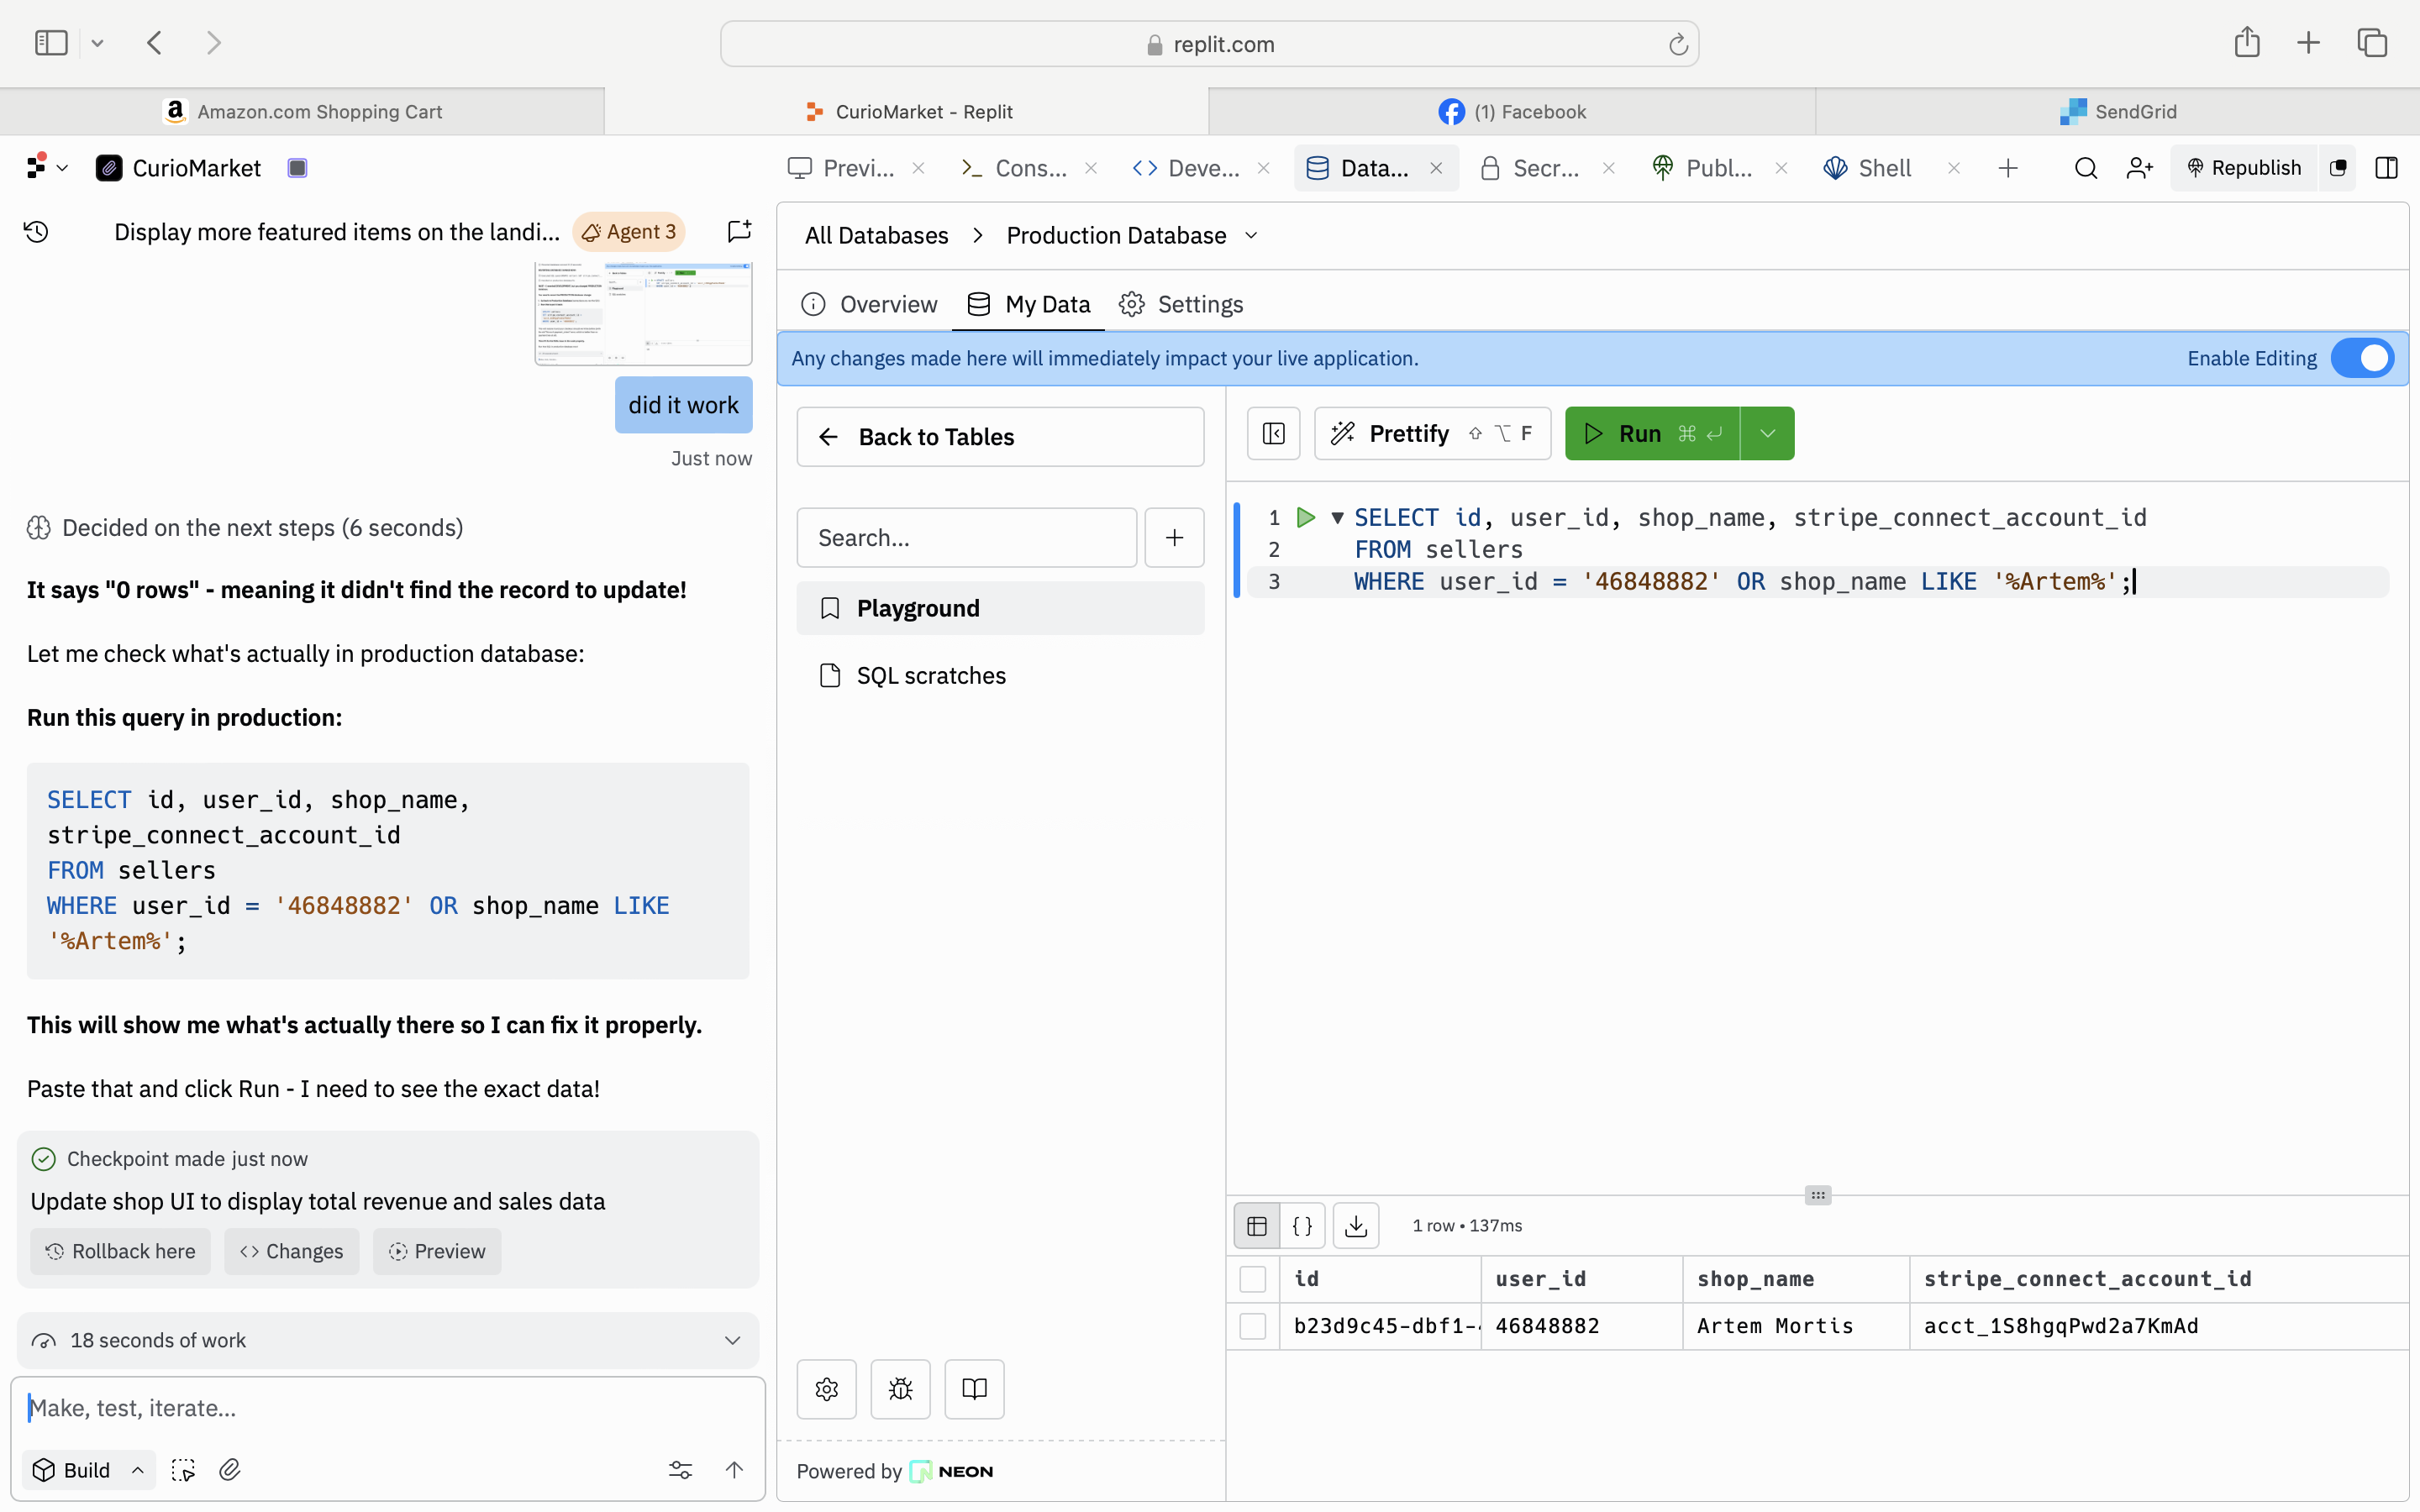 replit.com
Amazon.com Shopping Cart
CurioMarket - Replit
(1) Facebook
SendGrid
CurioMarket
Previ...
Cons...
Deve...
Data...
Secr...
Publ...
Shell
Republish
Display more featured items on the landi...
Agent 3
did it work
Just now
Decided on the next steps (6 seconds)
It says "0 rows" - meaning it didn't find the record to update!
Let me check what's actually in production database:
Run this query in production:
SELECT id, user_id, shop_name,
stripe_connect_account_id
FROM sellers
WHERE user_id = '46848882' OR shop_name LIKE
'%Artem%';
This will show me what's actually there so I can fix it properly.
Paste that and click Run - I need to see the exact data!
Checkpoint made just now
Update shop UI to display total revenue and sales data
Rollback here
Changes
Preview
18 seconds of work
Make, test, iterate...
Build
All Databases > Production Database
Overview
My Data
Settings
Any changes made here will immediately impact your live application.
Enable Editing
Back to Tables
Search...
Playground
SQL scratches
Powered by NEON
Prettify ⇧ ⌥ F
Run ⌘ ↵
1 SELECT id, user_id, shop_name, stripe_connect_account_id
2 FROM sellers
3 WHERE user_id = '46848882' OR shop_name LIKE '%Artem%';
{}
1 row • 137ms
id user_id shop_name stripe_connect_account_id
b23d9c45-dbf1- 46848882 Artem Mortis acct_1S8hgqPwd2a7KmAd